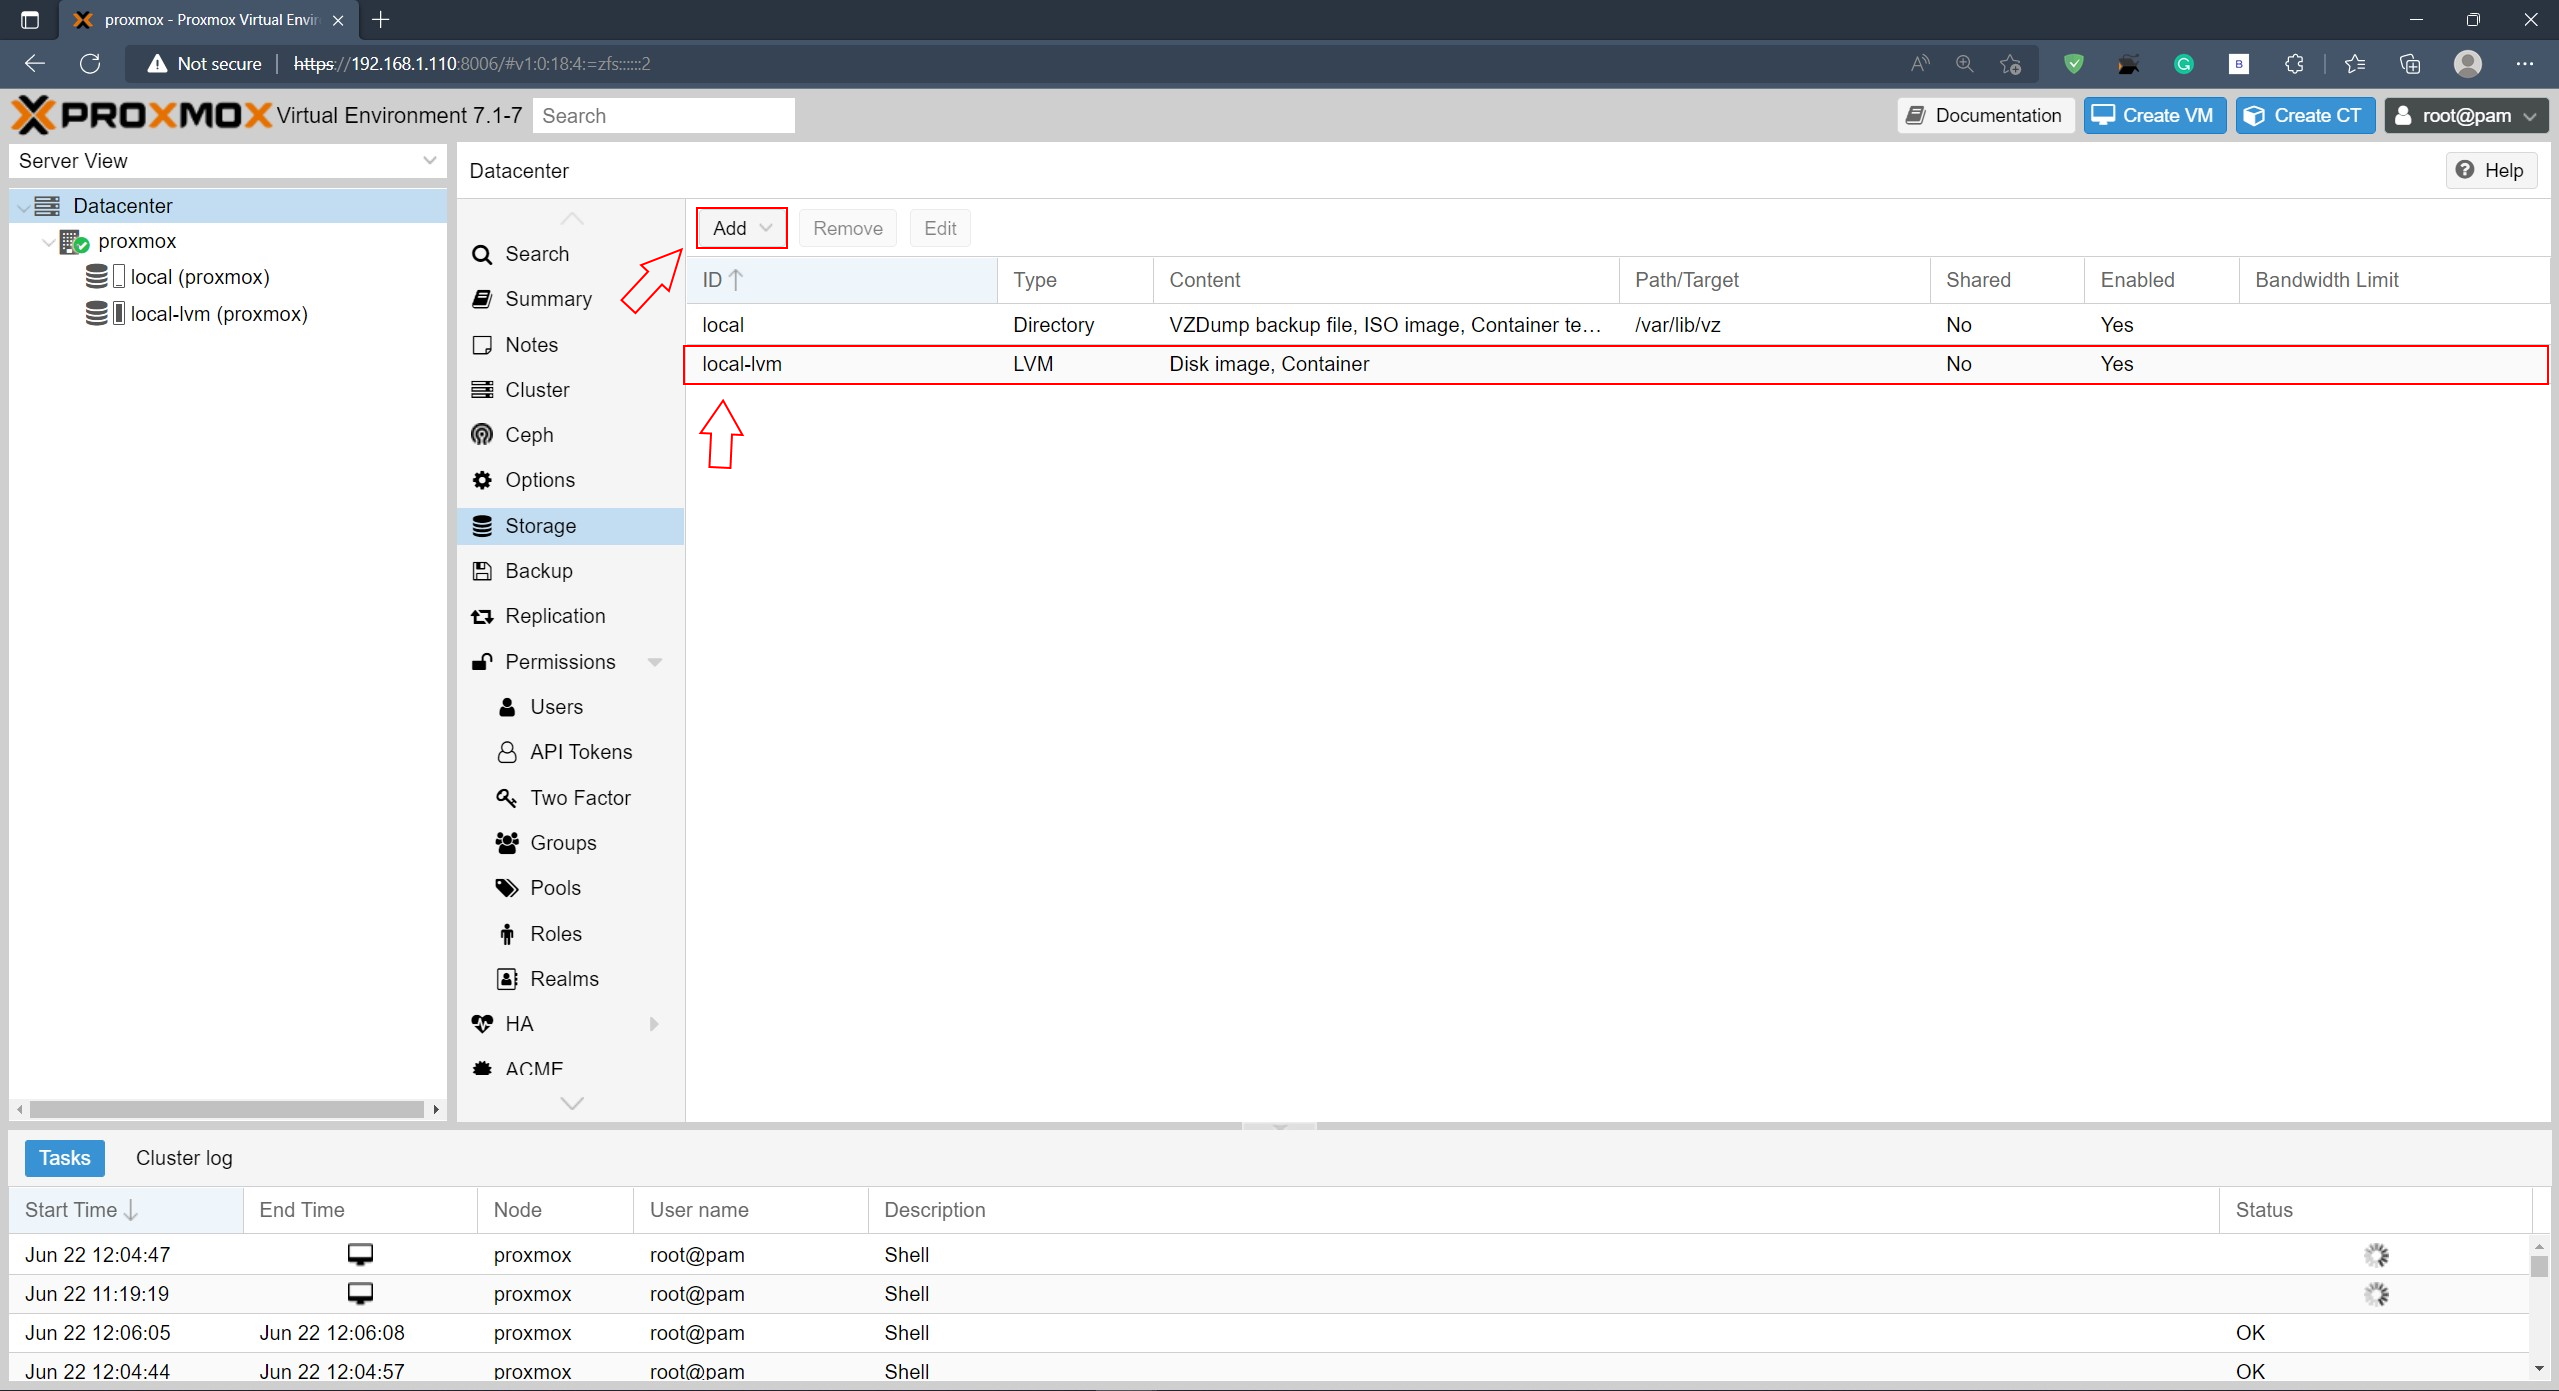 proxmox - Proxmox Virtual Envir
Not secure https://192.168.1.110:8006/#v1:0:18:4:=zfs::::::2
PROXMOX Virtual Environment 7.1-7 Search Documentation Create VM Create CT root@pam
Server View
Datacenter
proxmox
local (proxmox)
local-lvm (proxmox)
Datacenter Help
Search
Summary
Notes
Cluster
Ceph
Options
Storage
Backup
Replication
Permissions
Users
API Tokens
Two Factor
Groups
Pools
Roles
Realms
HA
ACME
Add Remove Edit
ID Type Content Path/Target Shared Enabled Bandwidth Limit
local Directory VZDump backup file, ISO image, Container te... /var/lib/vz No Yes
local-lvm LVM Disk image, Container No Yes
Tasks Cluster log
Start Time End Time Node User name Description Status
Jun 22 12:04:47 proxmox root@pam Shell
Jun 22 11:19:19 proxmox root@pam Shell
Jun 22 12:06:05 Jun 22 12:06:08 proxmox root@pam Shell OK
Jun 22 12:04:44 Jun 22 12:04:57 proxmox root@pam Shell OK